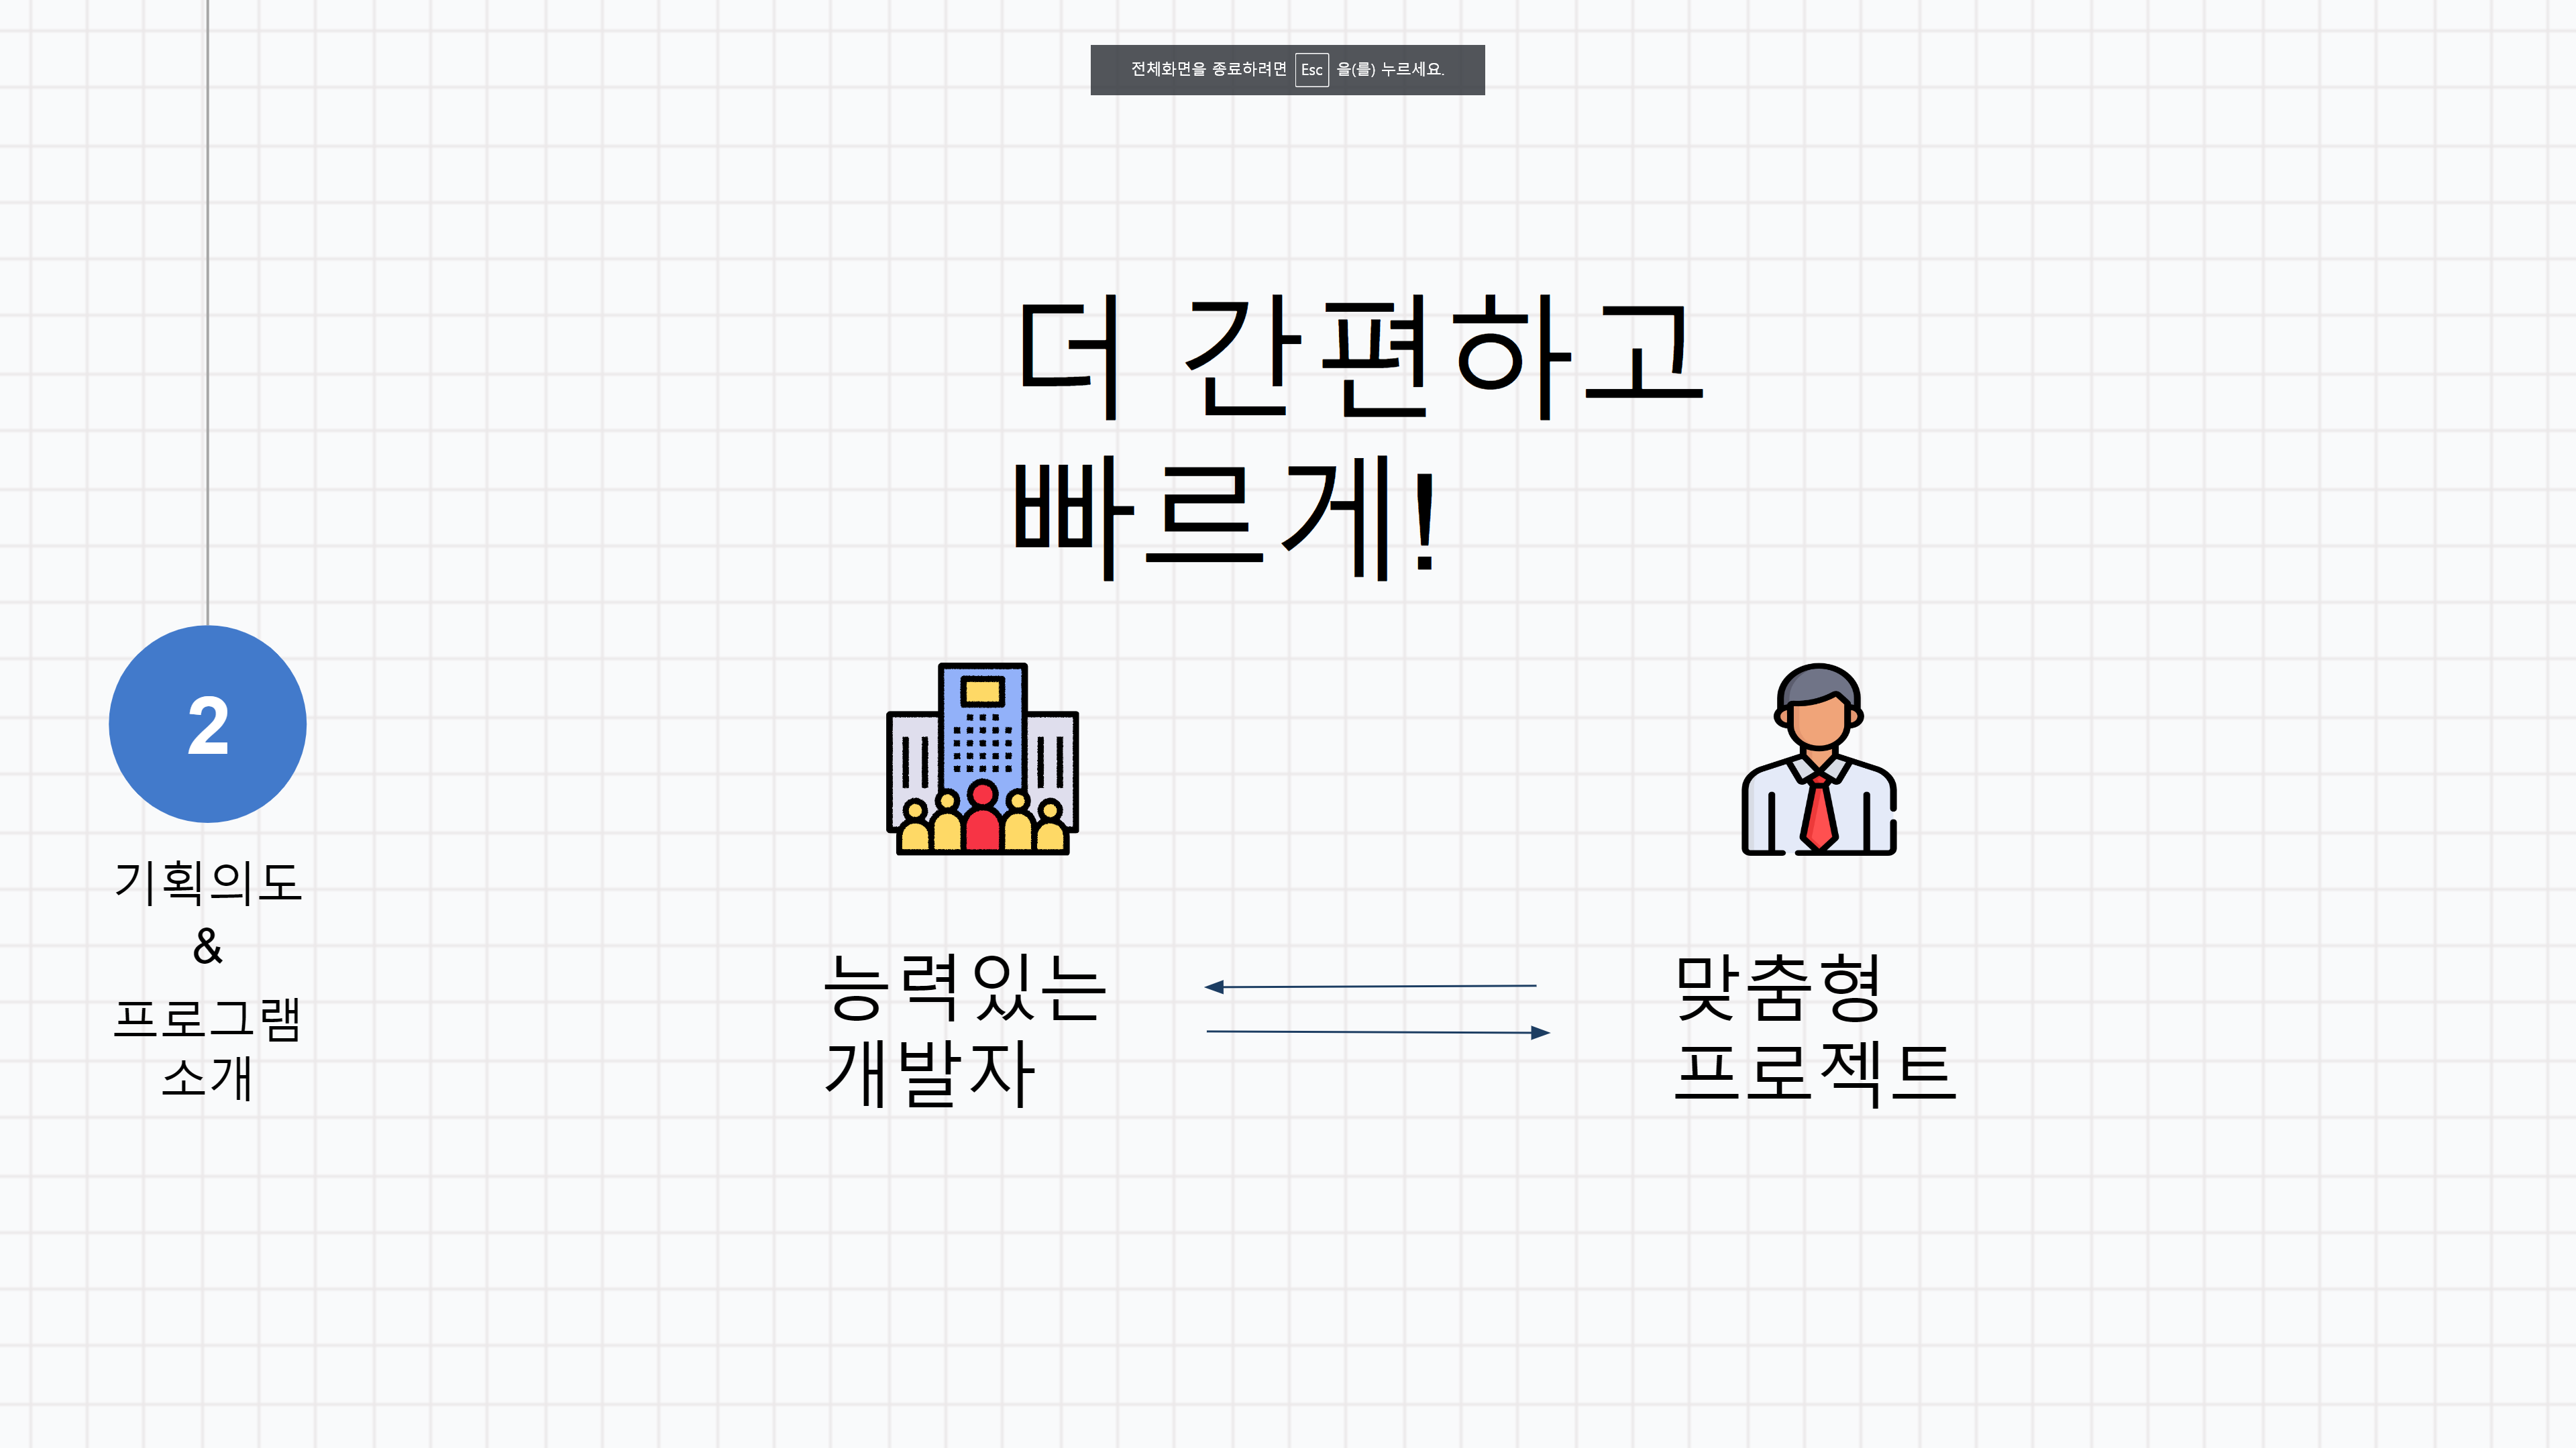 전체화면을 종료하려면 Esc 을(를) 누르세요.
더 간편하고
빠르게!
2
기획의도
&
프로그램
소개
능력있는
개발자
맞춤형
프로젝트